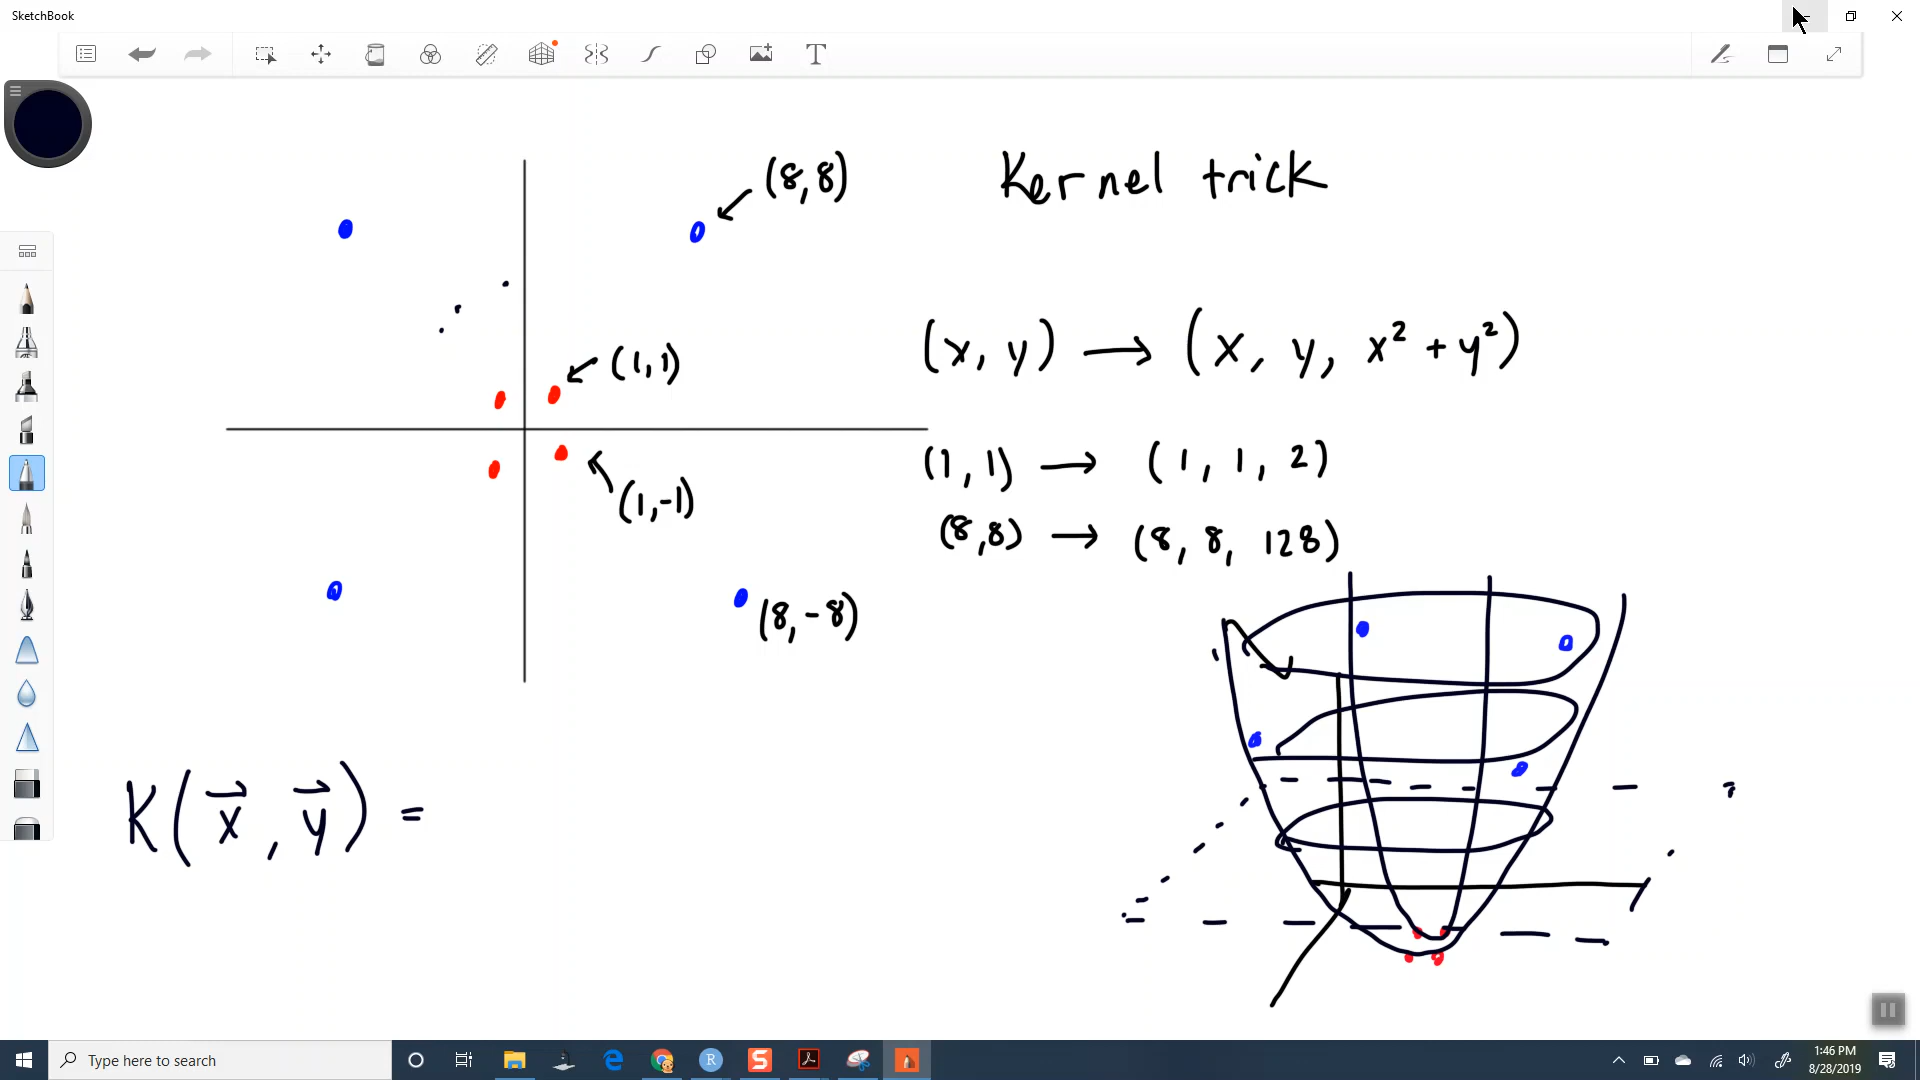 SketchBook
T
(8,8)
Kernel trick
(x, y) → (x, y, x² + y²)
(1,1)
(1,1) → (1, 1, 2)
(1,-1)
(8,8) → (8, 8, 128)
(8,-8)
K(x⃗, y⃗) =
Type here to search
R
S
1:46 PM
8/28/2019